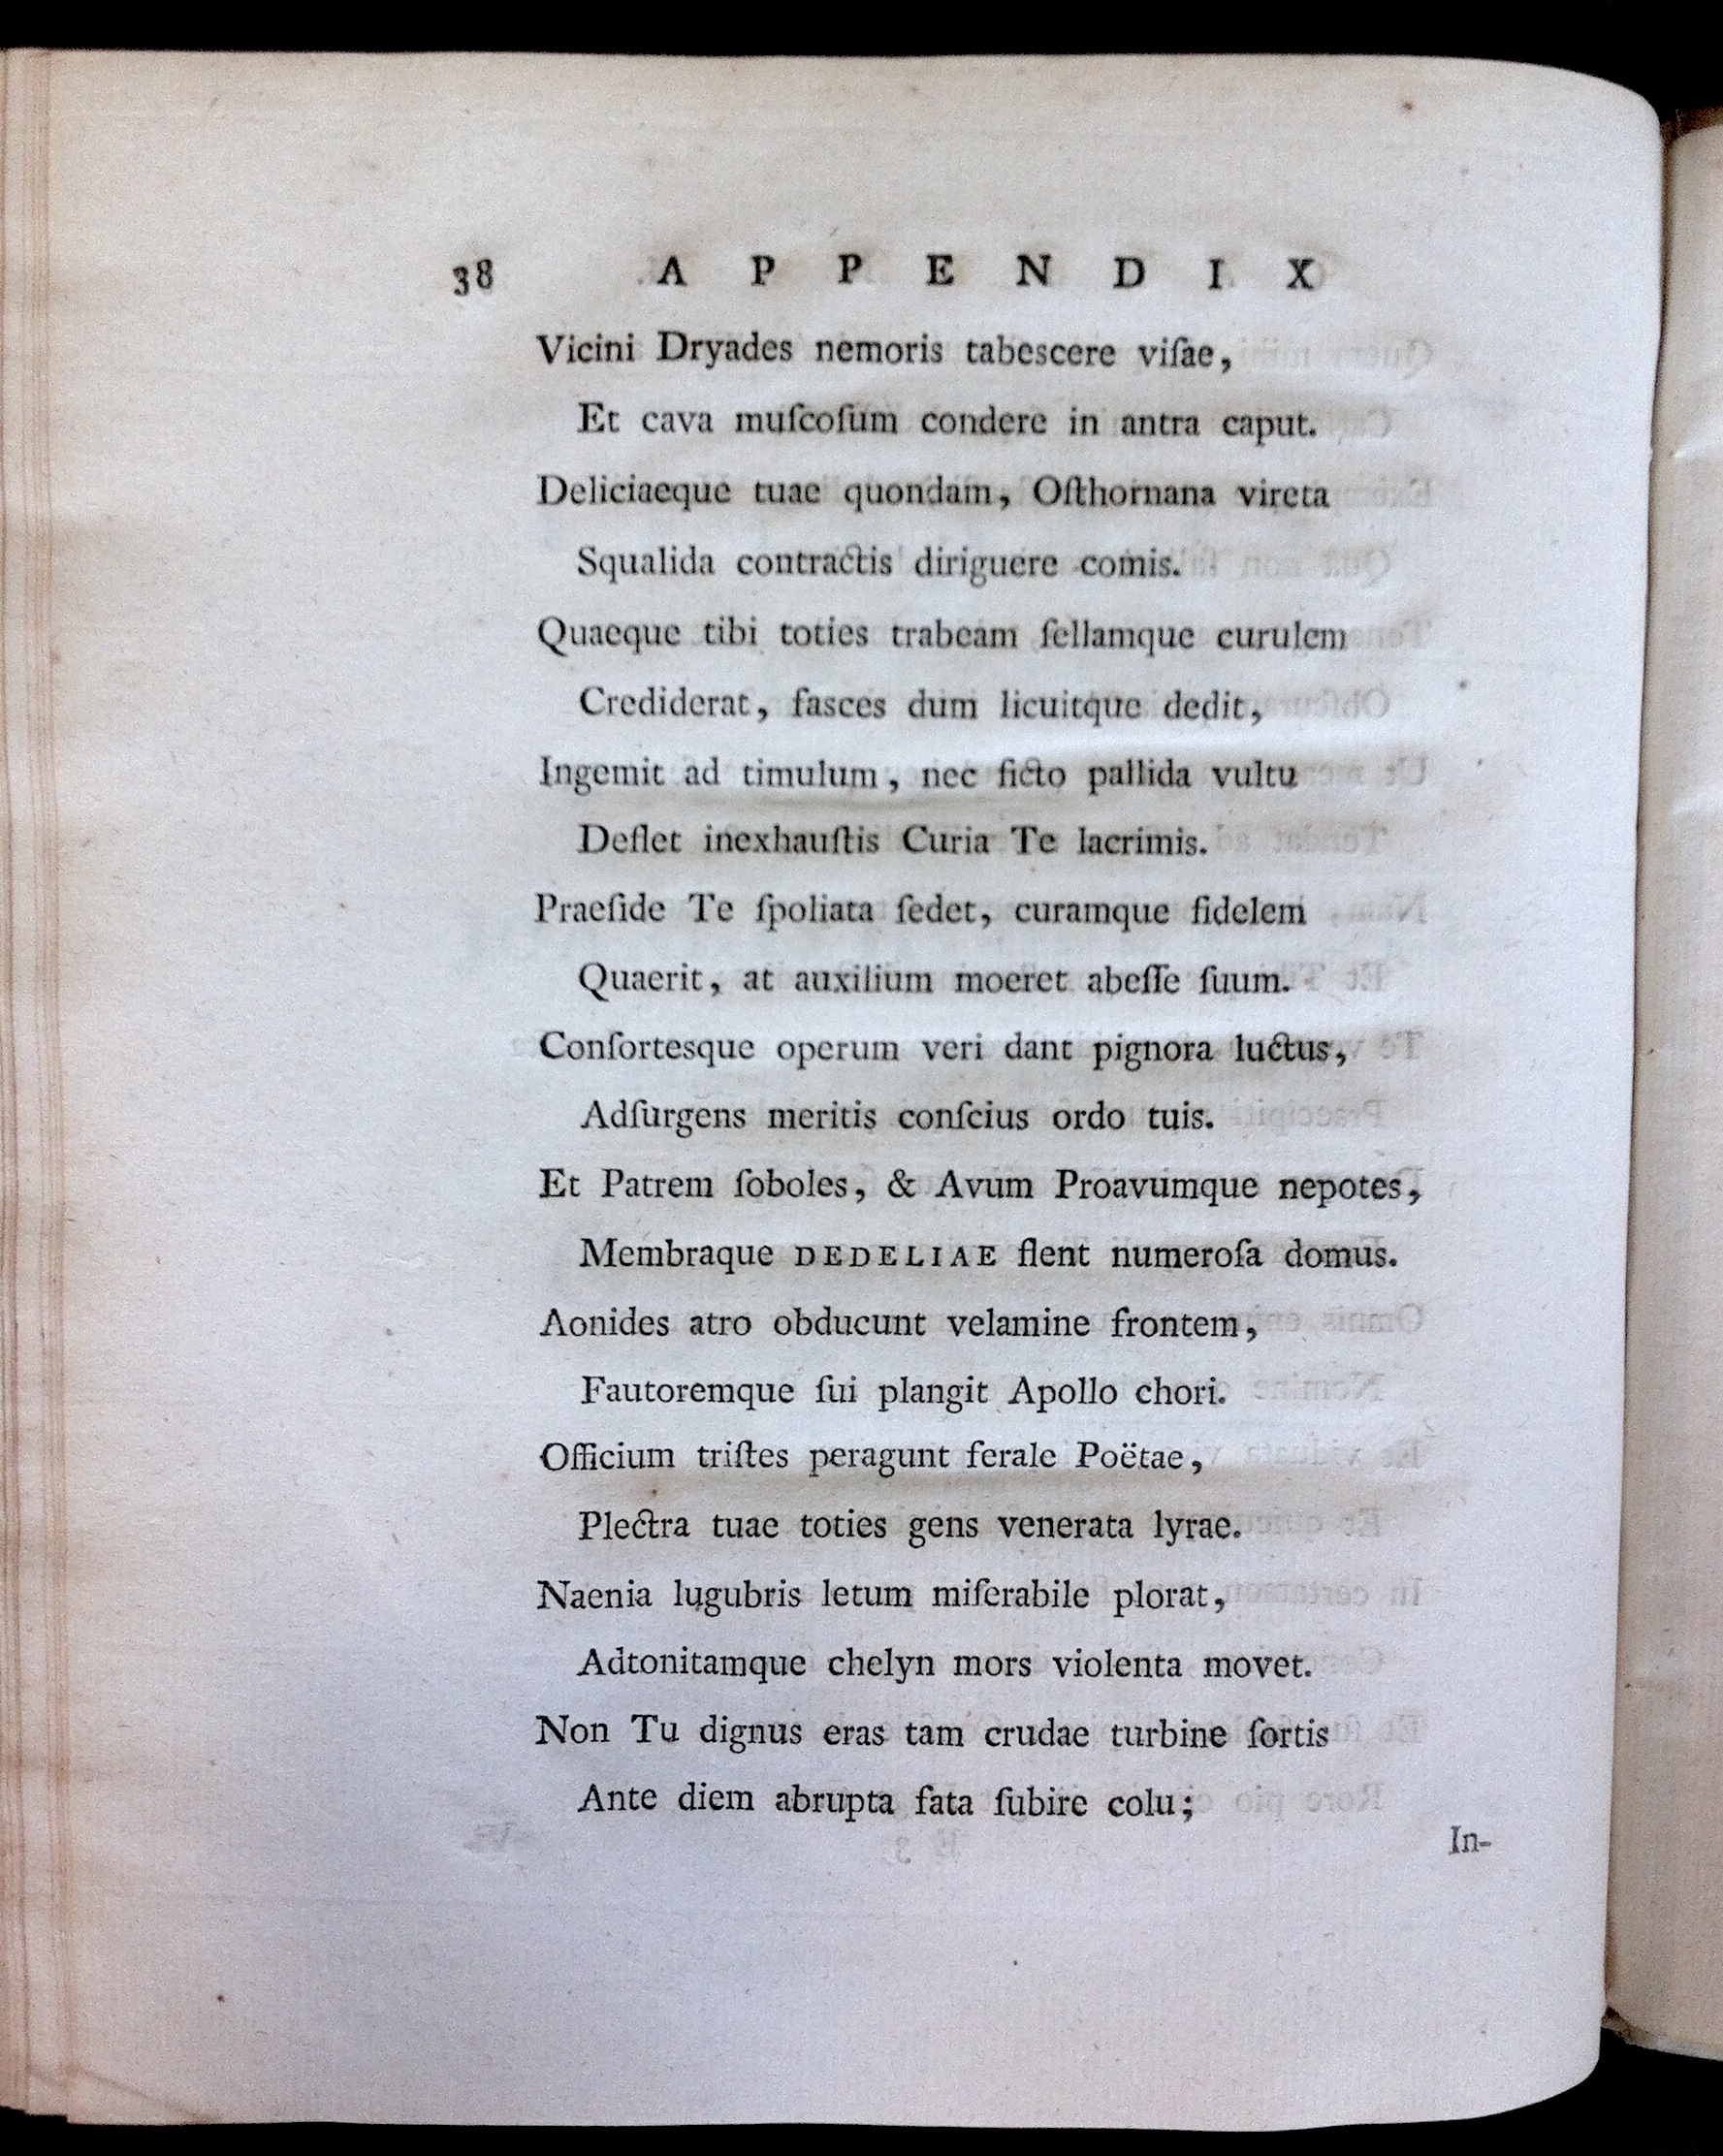 38 APPENDIX
Vicini Dryades nemoris tabescere viſae,
Et cava muſcoſum condere in antra caput.
Deliciaeque tuae quondam, Oſthornana vireta
Squalida contractis diriguere comis.
Quaeque tibi toties trabeam ſellamque curulem
Crediderat, fasces dum licuitque dedit,
Ingemit ad timulum, nec ficto pallida vultu
Deflet inexhauſtis Curia Te lacrimis.
Praeſide Te ſpoliata ſedet, curamque fidelem
Quaerit, at auxilium moeret abeſſe ſuum.
Conſortesque operum veri dant pignora luctus,
Adſurgens meritis conſcius ordo tuis.
Et Patrem ſoboles, & Avum Proavumque nepotes,
Membraque DEDELIAE flent numeroſa domus.
Aonides atro obducunt velamine frontem,
Fautoremque ſui plangit Apollo chori.
Officium triſtes peragunt ferale Poëtae,
Plectra tuae toties gens venerata lyrae.
Naenia lugubris letum miſerabile plorat,
Adtonitamque chelyn mors violenta movet.
Non Tu dignus eras tam crudae turbine ſortis
Ante diem abrupta fata ſubire colu;
In-